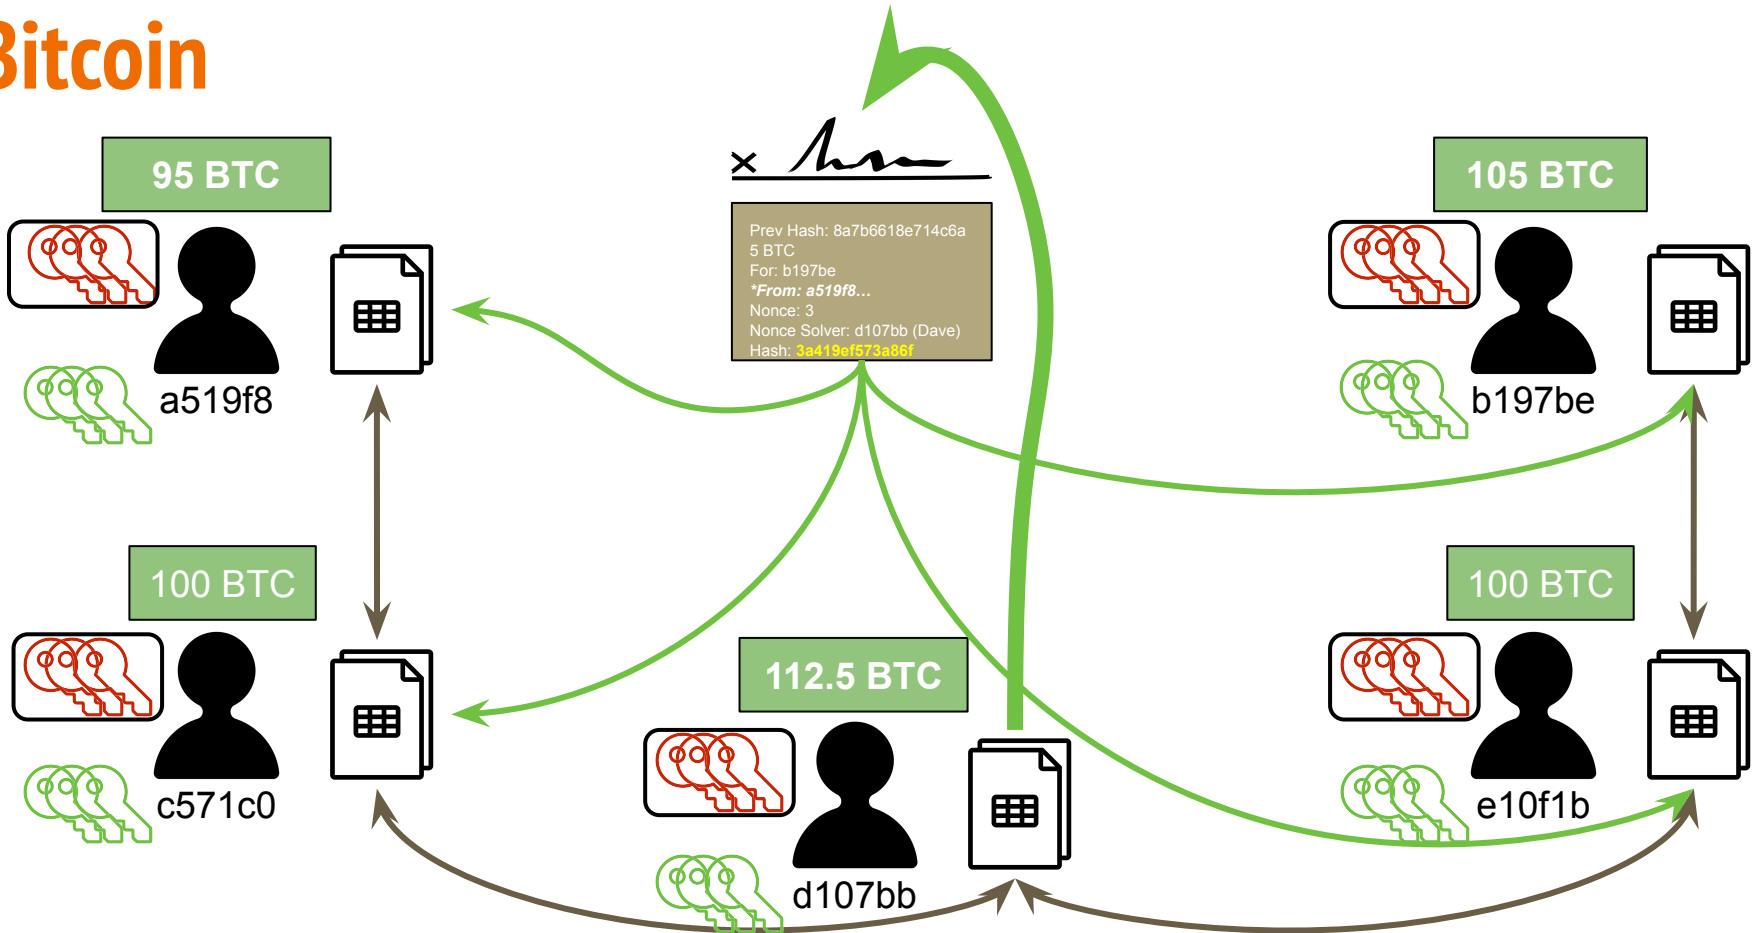 Bitcoin
95 BTC
105 BTC
Prev Hash: 8a7b6618e714c6a
5 BTC
For: b197be
*From: a519f8...
Nonce: 3
Nonce Solver: d107bb (Dave)
Hash: 3a419ef573a86f
a519f8
b197be
100 BTC
100 BTC
112.5 BTC
c571c0
e10f1b
d107bb